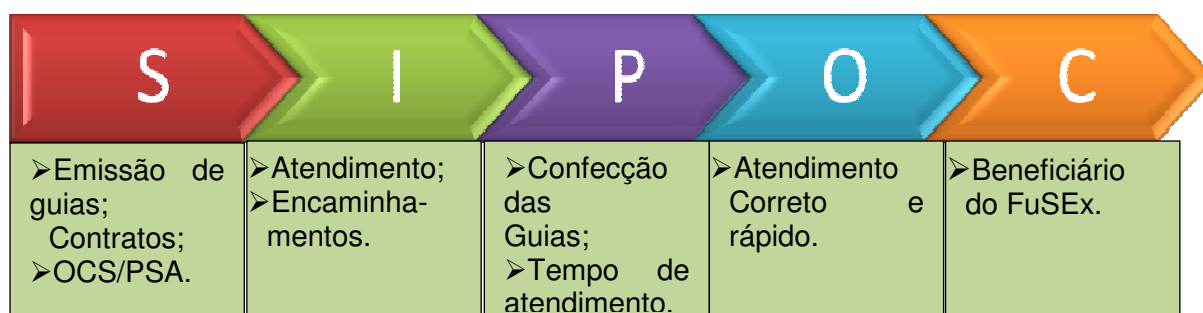 S
I
P
O
C
➢Emissão de
guias;
Contratos;
➢OCS/PSA.
➢Atendimento;
➢Encaminha-
mentos.
➢Confecção
das
Guias;
➢Tempo de
atendimento.
➢Atendimento
Correto e
rápido.
➢Beneficiário
do FuSEx.